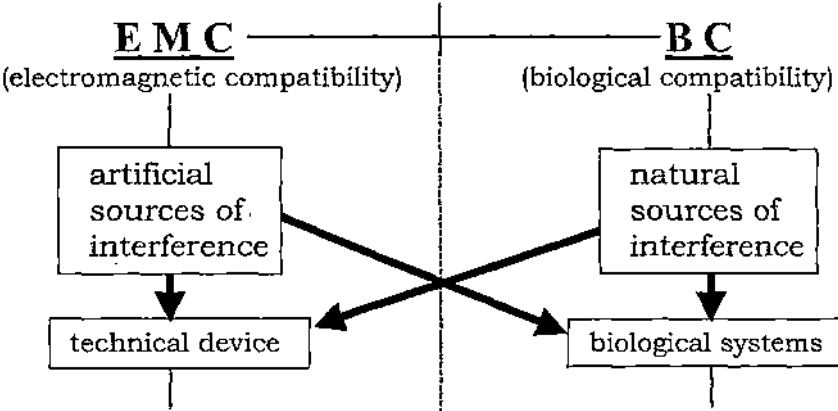 E M C
(electromagnetic compatibility)
artificial
sources of
interference
technical device
B C
(biological compatibility)
natural
sources of
interference
biological systems